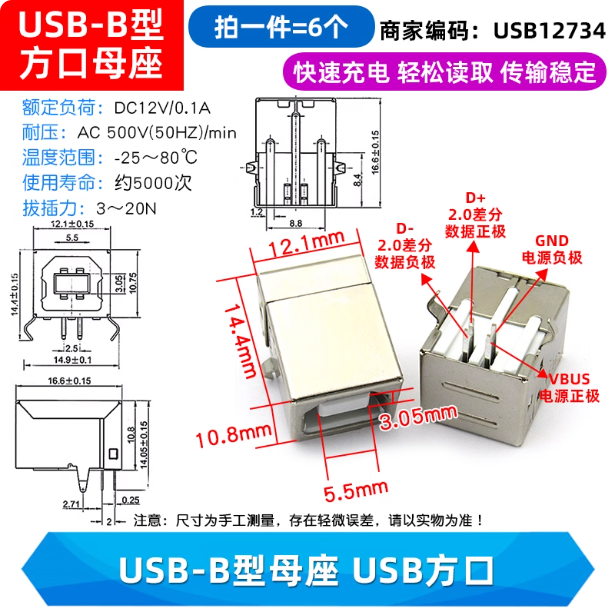 USB-B型
方口母座
拍一件=6个
商家编码：USB12734
快速充电 轻松读取 传输稳定
额定负荷：DC12V/0.1A
耐压：AC 500V(50HZ)/min
温度范围：-25～80℃
使用寿命：约5000次
拔插力：3～20N
16.6±0.15
8.4
1.2
8.8
12.1±0.15
5.5
14.4±0.15
3.05
10.75
2.5
14.9±0.1
12.1mm
14.4mm
10.8mm
3.05mm
5.5mm
D-
2.0差分
数据负极
D+
2.0差分
数据正极
GND
电源负极
VBUS
电源正极
16.6±0.15
10.8
14.05±0.15
2.71
0.25
2
注意：尺寸为手工测量，存在轻微误差，请以实物为准！
USB-B型母座 USB方口